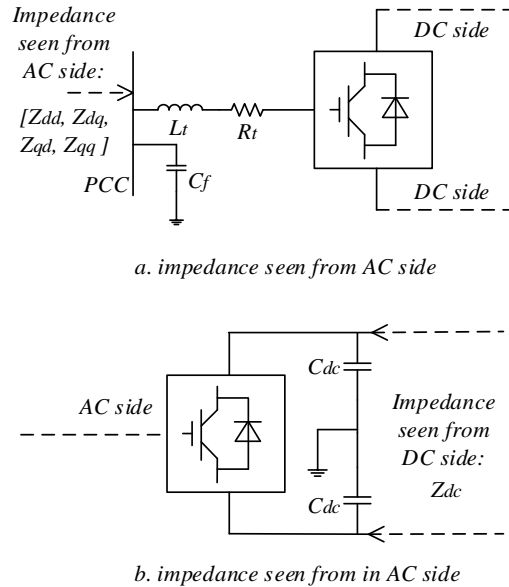 Impedance
seen from
AC side:
[Zdd, Zdq,
Zqd, Zqq ]
PCC
Lt
Rt
Cf
DC side
DC side
a. impedance seen from AC side
AC side
Cdc
Cdc
Impedance
seen from
DC side:
Zdc
b. impedance seen from in AC side